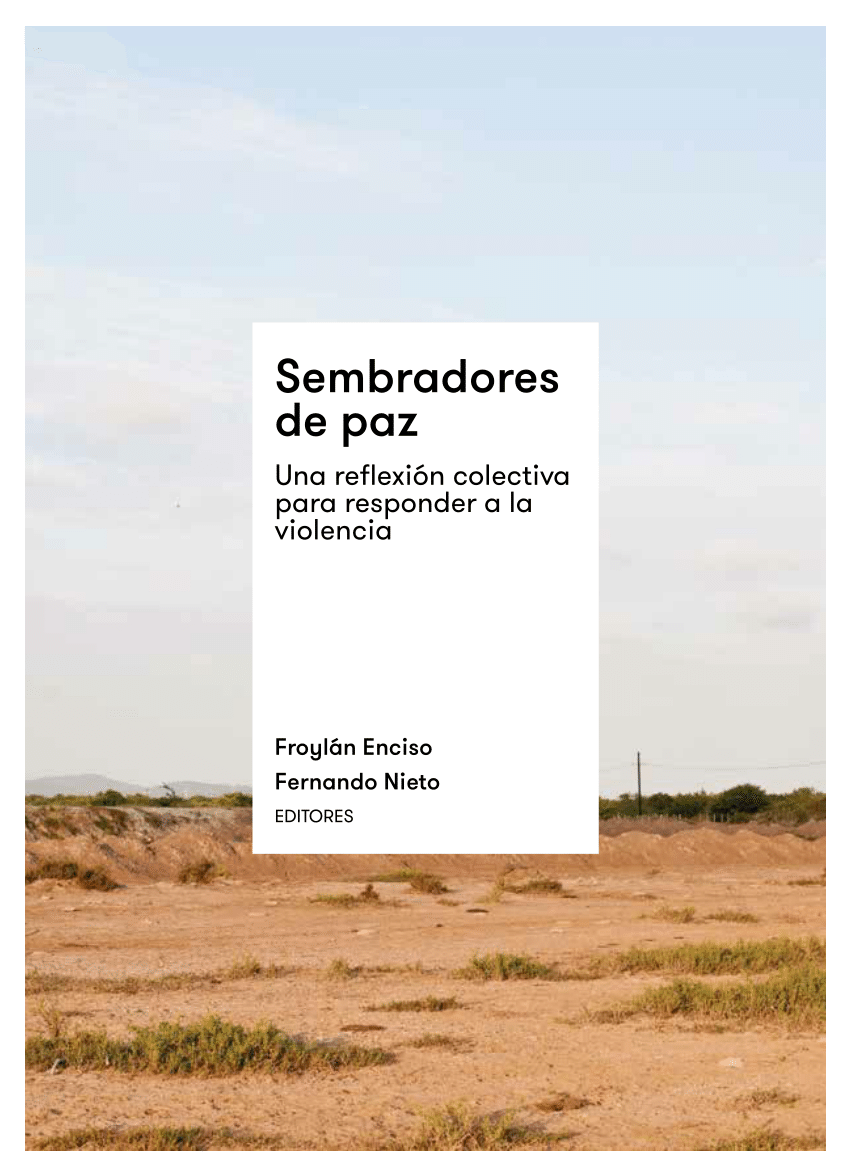 Sembradores
de paz
Una reflexión colectiva
para responder a la
violencia
Froylán Enciso
Fernando Nieto
EDITORES